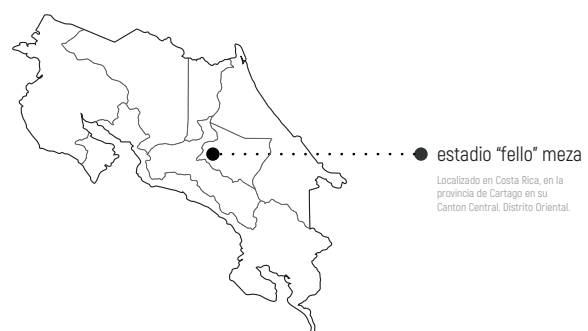 estadio “fello” meza
Localizado en Costa Rica, en la
provincia de Cartago en su
Canton Central, Distrito Oriental.